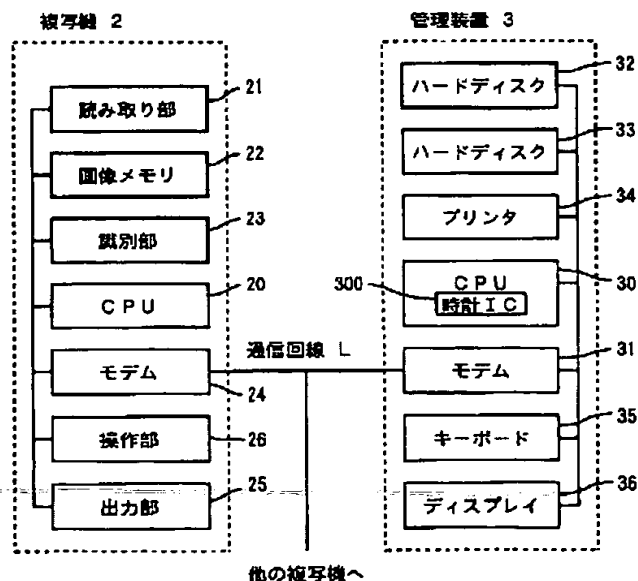 複写機 2
読み取り部
21
画像メモリ
22
識別部
23
CPU
20
モデム
24
操作部
26
出力部
25
通信回線 L
他の複写機へ
管理装置 3
ハードディスク
32
ハードディスク
33
プリンタ
34
CPU
30
300
時計IC
モデム
31
キーボード
35
ディスプレイ
36